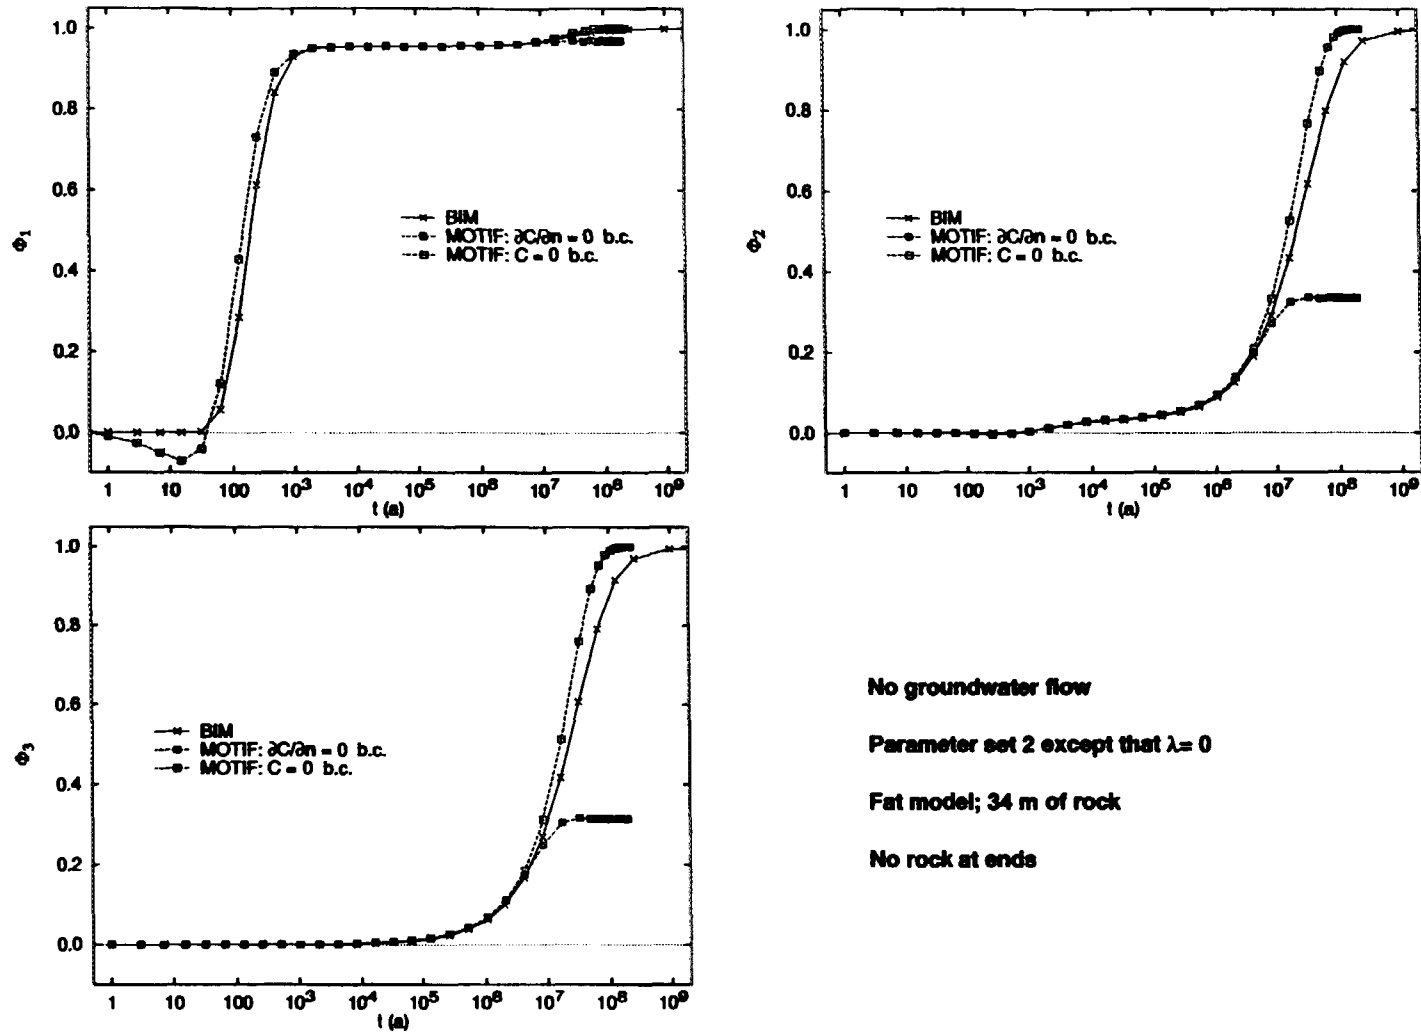 1.0
0.8
0.6
0.4
0.2
0.0
Φ1
BIM
MOTIF: ∂C/∂n = 0 b.c.
MOTIF: C = 0 b.c.
1 10 100 10³ 10⁴ 10⁵ 10⁶ 10⁷ 10⁸ 10⁹
t (a)
1.0
0.8
0.6
0.4
0.2
0.0
Φ2
BIM
MOTIF: ∂C/∂n = 0 b.c.
MOTIF: C = 0 b.c.
1 10 100 10³ 10⁴ 10⁵ 10⁶ 10⁷ 10⁸ 10⁹
t (a)
1.0
0.8
0.6
0.4
0.2
0.0
Φ3
BIM
MOTIF: ∂C/∂n = 0 b.c.
MOTIF: C = 0 b.c.
1 10 100 10³ 10⁴ 10⁵ 10⁶ 10⁷ 10⁸ 10⁹
t (a)
No groundwater flow
Parameter set 2 except that λ= 0
Fat model; 34 m of rock
No rock at ends